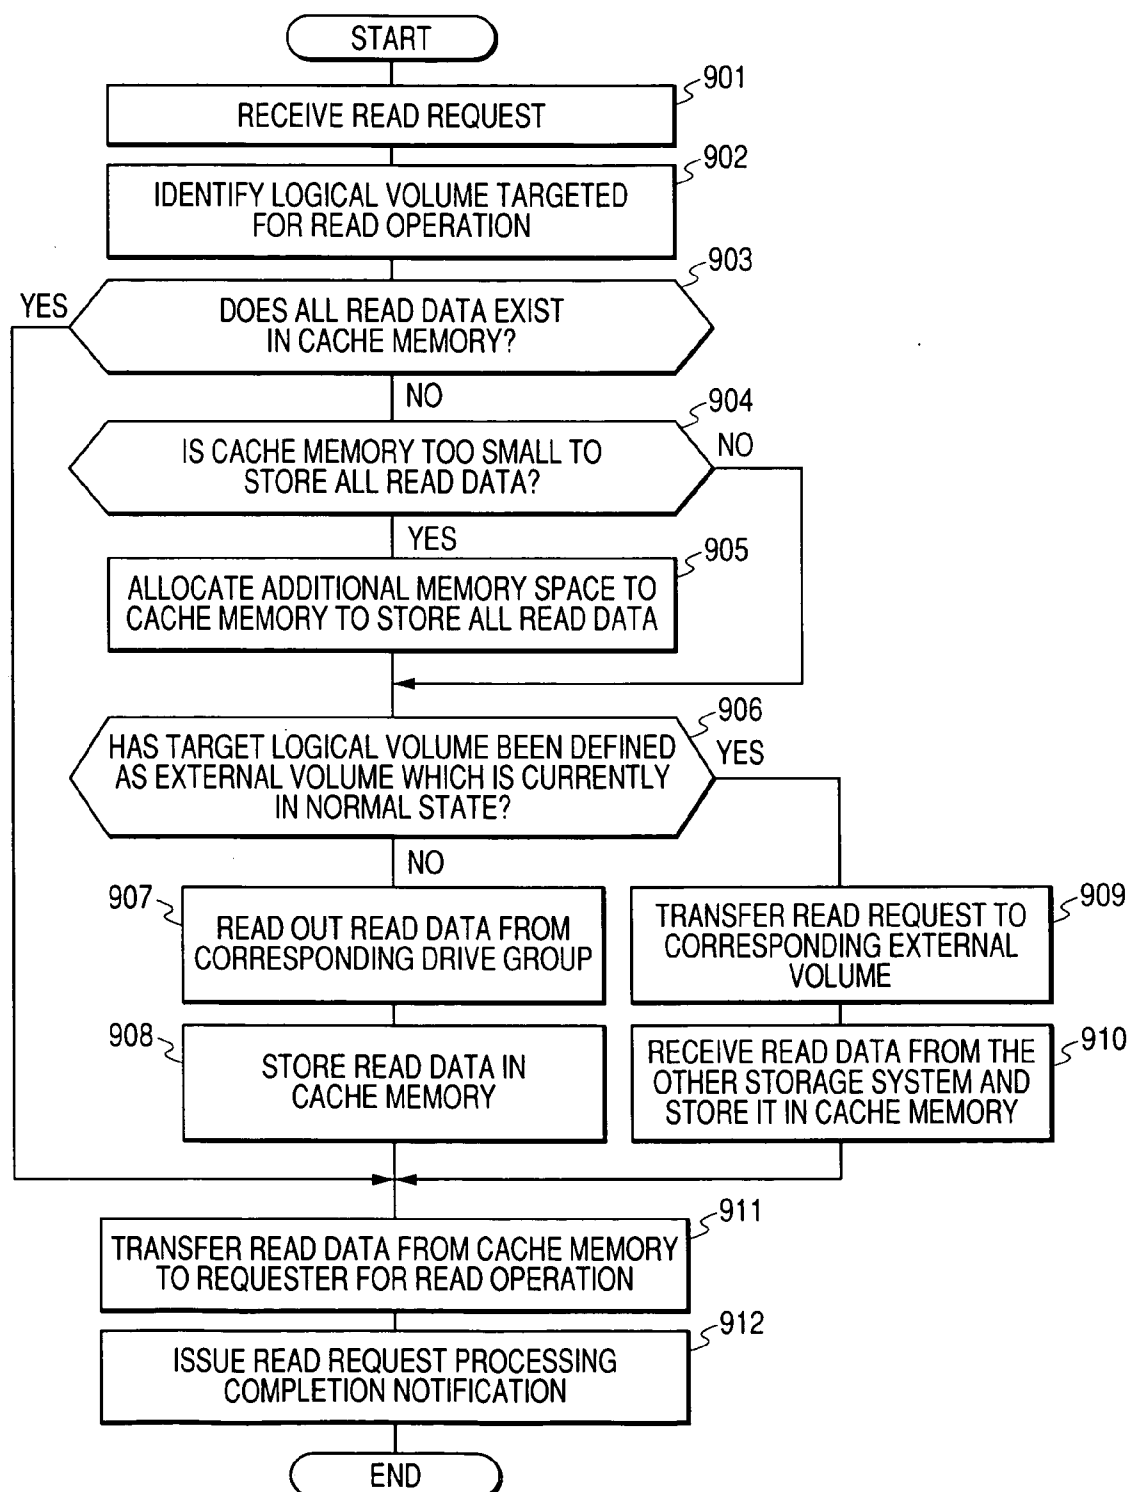 START
901
RECEIVE READ REQUEST
902
IDENTIFY LOGICAL VOLUME TARGETED
FOR READ OPERATION
903
YES
DOES ALL READ DATA EXIST
IN CACHE MEMORY?
NO
904
IS CACHE MEMORY TOO SMALL TO
STORE ALL READ DATA?
NO
YES
905
ALLOCATE ADDITIONAL MEMORY SPACE TO
CACHE MEMORY TO STORE ALL READ DATA
906
HAS TARGET LOGICAL VOLUME BEEN DEFINED
AS EXTERNAL VOLUME WHICH IS CURRENTLY
IN NORMAL STATE?
YES
NO
907
READ OUT READ DATA FROM
CORRESPONDING DRIVE GROUP
909
TRANSFER READ REQUEST TO
CORRESPONDING EXTERNAL
VOLUME
908
STORE READ DATA IN
CACHE MEMORY
910
RECEIVE READ DATA FROM THE
OTHER STORAGE SYSTEM AND
STORE IT IN CACHE MEMORY
911
TRANSFER READ DATA FROM CACHE MEMORY
TO REQUESTER FOR READ OPERATION
912
ISSUE READ REQUEST PROCESSING
COMPLETION NOTIFICATION
END